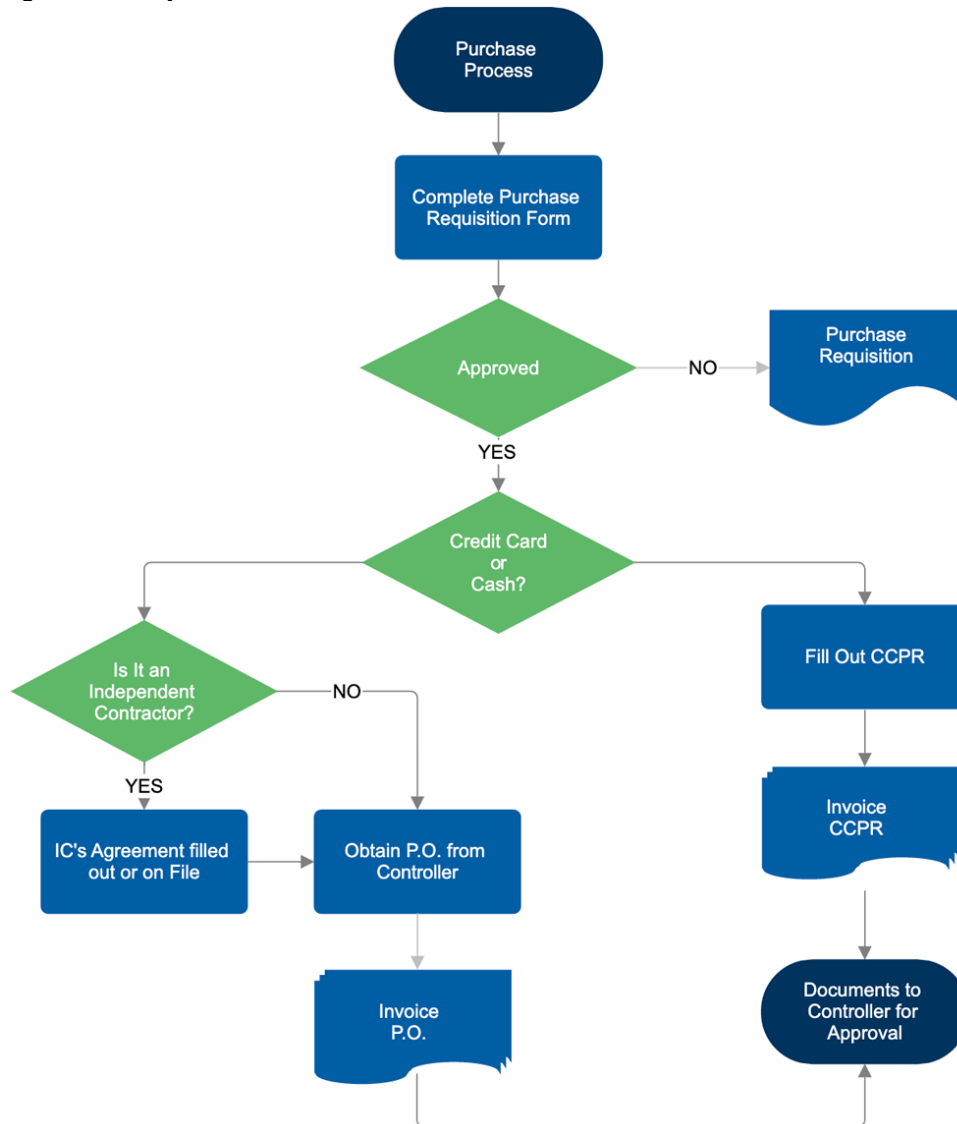 Purchase
Process
Complete Purchase
Requisition Form
Approved
NO
Purchase
Requisition
YES
Credit Card
or
Cash?
Is It an
Independent
Contractor?
NO
YES
Fill Out CCPR
IC's Agreement filled
out or on File
Obtain P.O. from
Controller
Invoice
CCPR
Invoice
P.O.
Documents to
Controller for
Approval